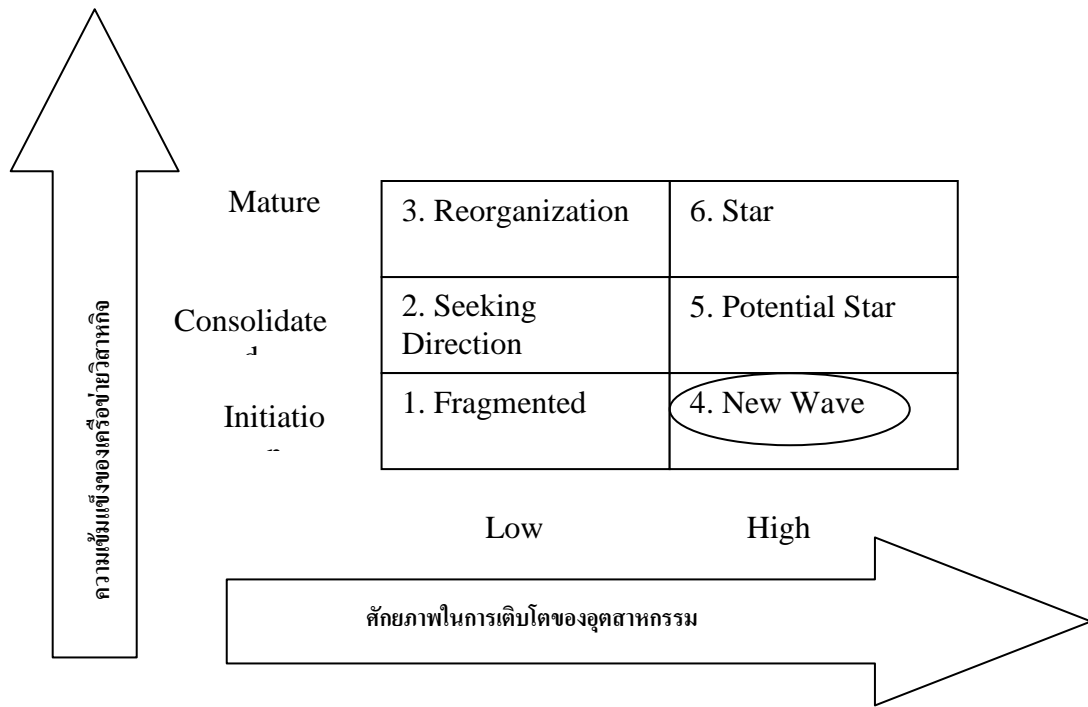 Mature
3. Reorganization
6. Star
Consolidate
2. Seeking
Direction
5. Potential Star
Initiatio
1. Fragmented
4. New Wave
Low
High
ความเข้มแข็งของเครือข่ายวิสาหกิจ
ศักยภาพในการเติบโตของอุตสาหกรรม